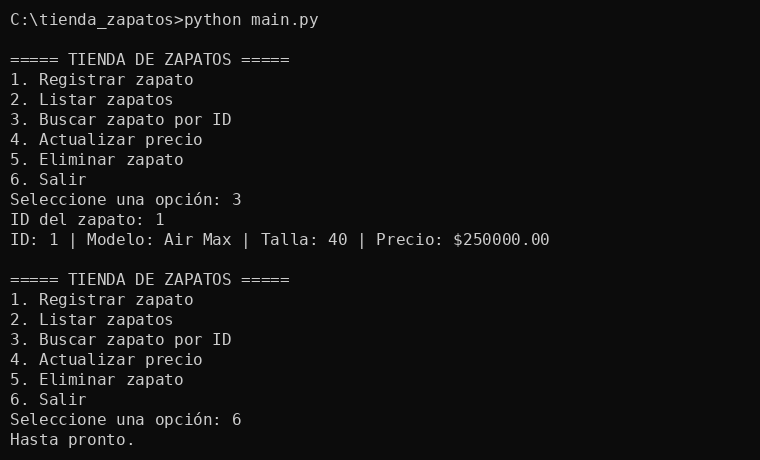 C:\tienda_zapatos>python main.py
===== TIENDA DE ZAPATOS =====
1. Registrar zapato
2. Listar zapatos
3. Buscar zapato por ID
4. Actualizar precio
5. Eliminar zapato
6. Salir
Seleccione una opción: 3
ID del zapato: 1
ID: 1 | Modelo: Air Max | Talla: 40 | Precio: $250000.00
===== TIENDA DE ZAPATOS =====
1. Registrar zapato
2. Listar zapatos
3. Buscar zapato por ID
4. Actualizar precio
5. Eliminar zapato
6. Salir
Seleccione una opción: 6
Hasta pronto.